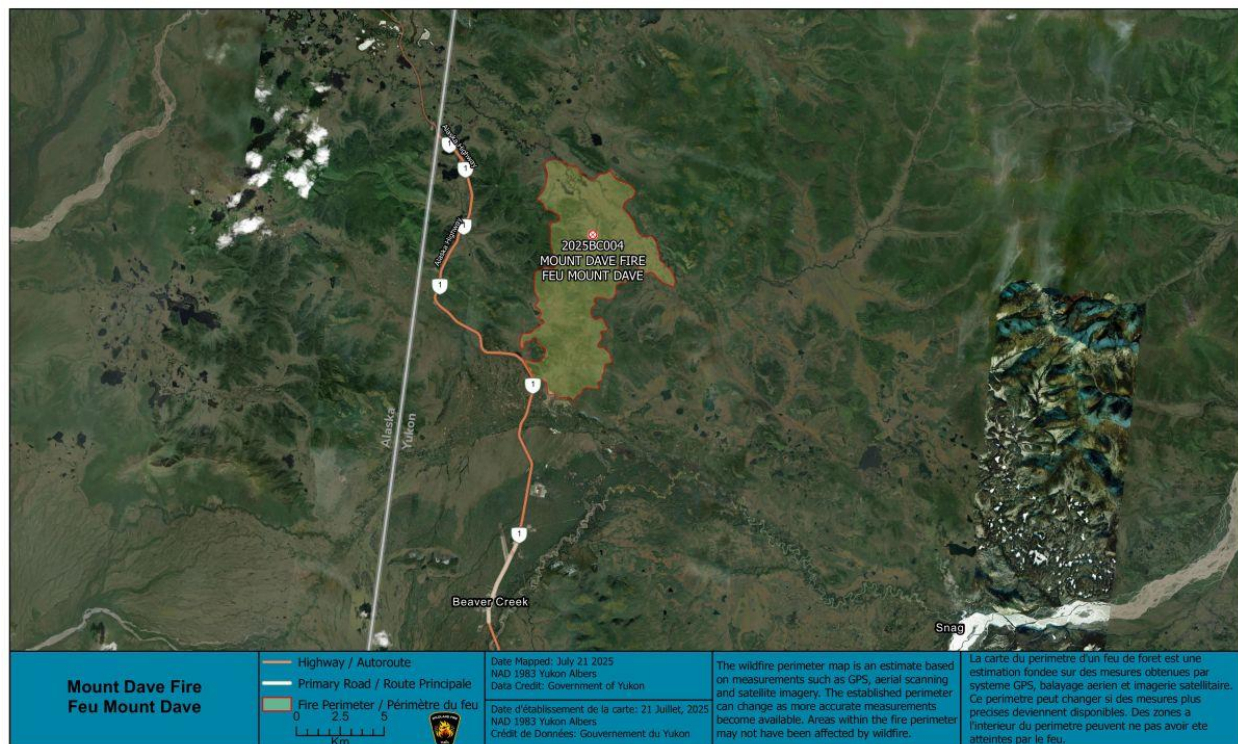 Alaska Highway
1
1
1
Alaska Highway
1
2025BC004
MOUNT DAVE FIRE
FEU MOUNT DAVE
1
Alaska
Yukon
1
Beaver Creek
Snag
Mount Dave Fire
Feu Mount Dave
Highway / Autoroute
Primary Road / Route Principale
Fire Perimeter / Périmètre du feu
0 2.5 5
Km
WILDLAND FIRE
Date Mapped: July 21 2025
NAD 1983 Yukon Albers
Data Credit: Government of Yukon
Date d'établissement de la carte: 21 Juillet, 2025
NAD 1983 Yukon Albers
Crédit de Données: Gouvernement du Yukon
The wildfire perimeter map is an estimate based
on measurements such as GPS, aerial scanning
and satellite imagery. The established perimeter
can change as more accurate measurements
become available. Areas within the fire perimeter
may not have been affected by wildfire.
La carte du perimetre d'un feu de foret est une
estimation fondee sur des mesures obtenues par
systeme GPS, balayage aerien et imagerie satellitaire.
Ce perimetre peut changer si des mesures plus
precises deviennent disponibles. Des zones a
l'interieur du perimetre peuvent ne pas avoir ete
atteintes par le feu.